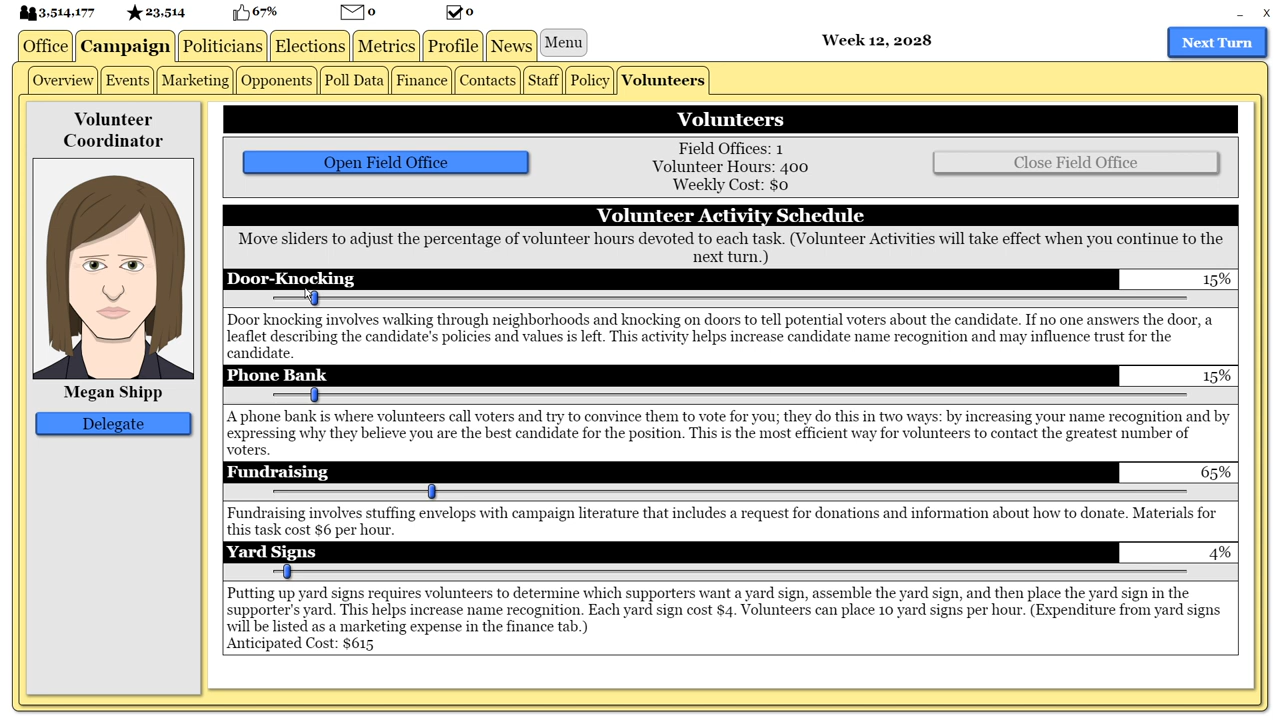 3,514,177 23,514 67% 0 0 _ X
Office Campaign Politicians Elections Metrics Profile News Menu Week 12, 2028 Next Turn
Overview Events Marketing Opponents Poll Data Finance Contacts Staff Policy Volunteers
Volunteer
Coordinator
Megan Shipp
Delegate
Volunteers
Open Field Office
Field Offices: 1
Volunteer Hours: 400
Weekly Cost: $0
Close Field Office
Volunteer Activity Schedule
Move sliders to adjust the percentage of volunteer hours devoted to each task. (Volunteer Activities will take effect when you continue to the
next turn.)
Door-Knocking 15%
Door knocking involves walking through neighborhoods and knocking on doors to tell potential voters about the candidate. If no one answers the door, a
leaflet describing the candidate's policies and values is left. This activity helps increase candidate name recognition and may influence trust for the
candidate.
Phone Bank 15%
A phone bank is where volunteers call voters and try to convince them to vote for you; they do this in two ways: by increasing your name recognition and by
expressing why they believe you are the best candidate for the position. This is the most efficient way for volunteers to contact the greatest number of
voters.
Fundraising 65%
Fundraising involves stuffing envelops with campaign literature that includes a request for donations and information about how to donate. Materials for
this task cost $6 per hour.
Yard Signs 4%
Putting up yard signs requires volunteers to determine which supporters want a yard sign, assemble the yard sign, and then place the yard sign in the
supporter's yard. This helps increase name recognition. Each yard sign cost $4. Volunteers can place 10 yard signs per hour. (Expenditure from yard signs
will be listed as a marketing expense in the finance tab.)
Anticipated Cost: $615